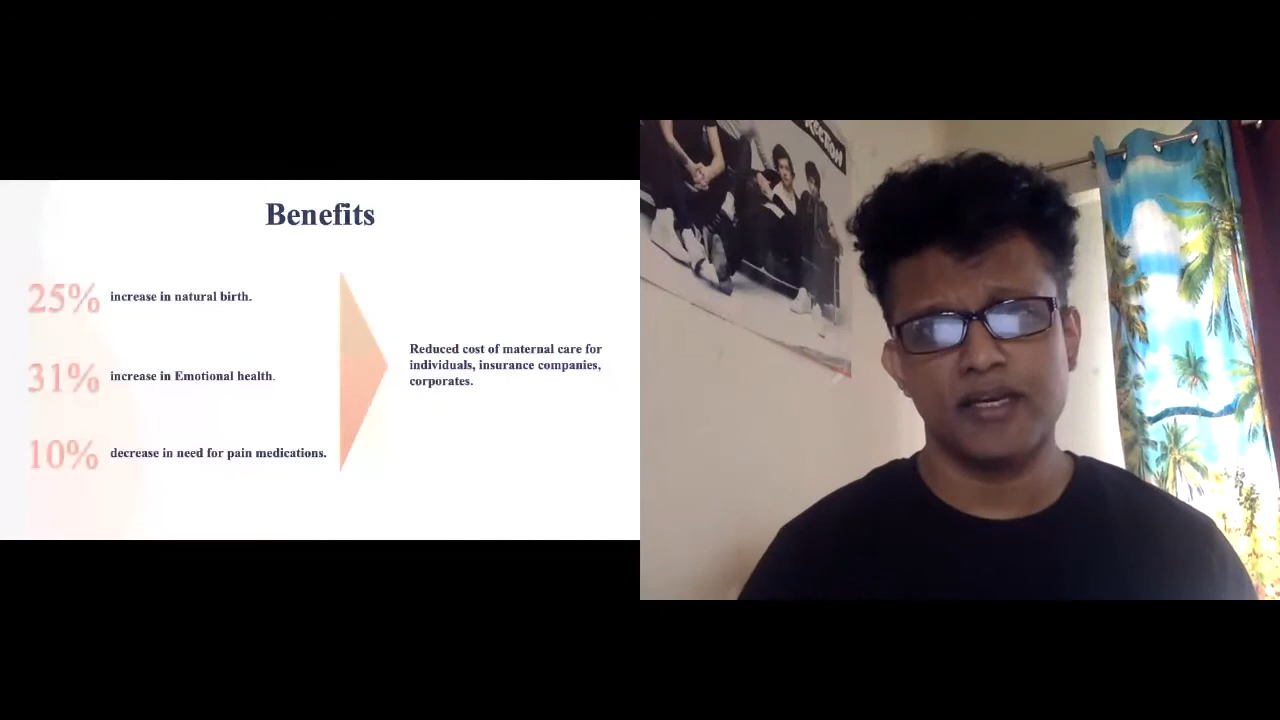 Benefits
25% increase in natural birth.
31% increase in Emotional health.
10% decrease in need for pain medications.
Reduced cost of maternal care for
individuals, insurance companies,
corporates.